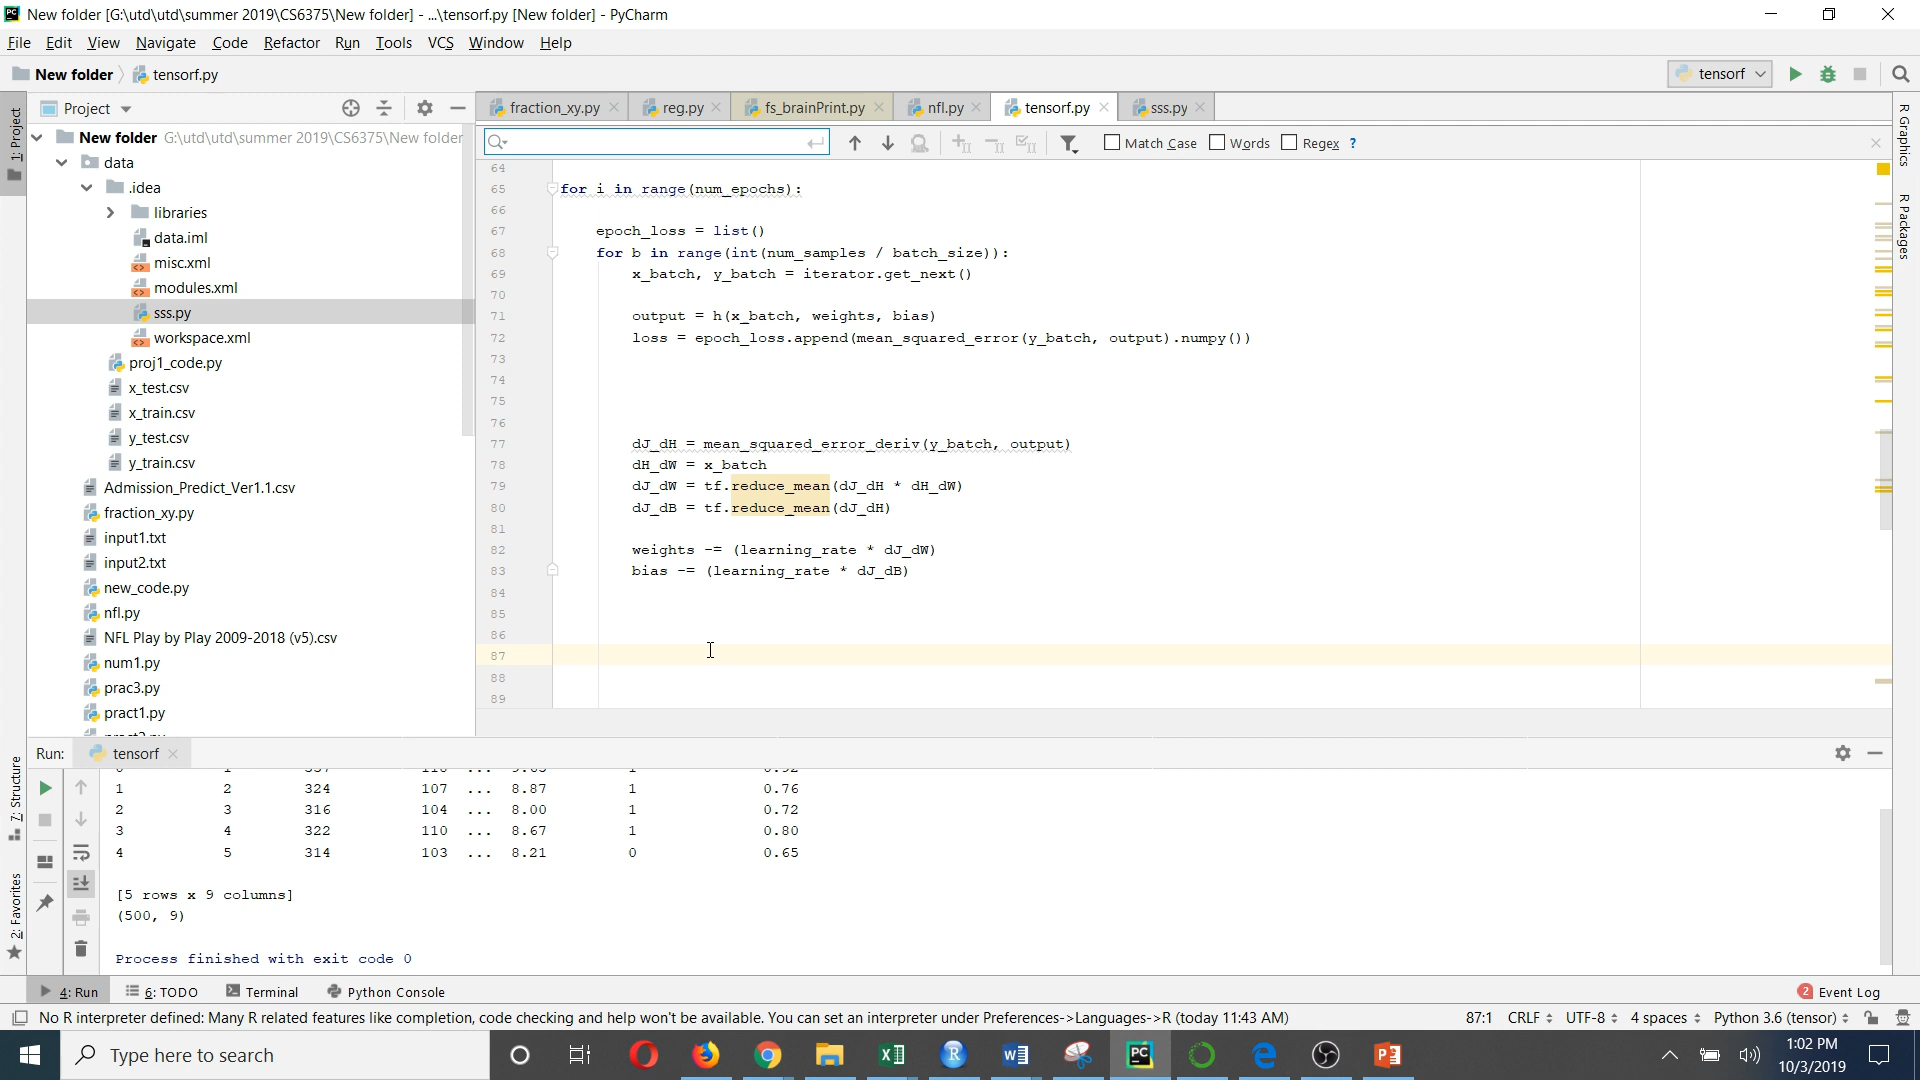 New folder [G:\utd\utd\summer 2019\CS6375\New folder] - ...\tensorf.py [New folder] - PyCharm
File Edit View Navigate Code Refactor Run Tools VCS Window Help
New folder tensorf.py tensorf
Project fraction_xy.py reg.py fs_brainPrint.py nfl.py tensorf.py sss.py
1: Project
R Graphics
R Packages
Match Case Words Regex ?
New folder G:\utd\utd\summer 2019\CS6375\New folder
data
.idea
libraries
data.iml
misc.xml
modules.xml
sss.py
workspace.xml
proj1_code.py
x_test.csv
x_train.csv
y_test.csv
y_train.csv
Admission_Predict_Ver1.1.csv
fraction_xy.py
input1.txt
input2.txt
new_code.py
nfl.py
NFL Play by Play 2009-2018 (v5).csv
num1.py
prac3.py
pract1.py
64
65 for i in range(num_epochs):
66
67 epoch_loss = list()
68 for b in range(int(num_samples / batch_size)):
69 x_batch, y_batch = iterator.get_next()
70
71 output = h(x_batch, weights, bias)
72 loss = epoch_loss.append(mean_squared_error(y_batch, output).numpy())
73
74
75
76
77 dJ_dH = mean_squared_error_deriv(y_batch, output)
78 dH_dW = x_batch
79 dJ_dW = tf.reduce_mean(dJ_dH * dH_dW)
80 dJ_dB = tf.reduce_mean(dJ_dH)
81
82 weights -= (learning_rate * dJ_dW)
83 bias -= (learning_rate * dJ_dB)
84
85
86
87
88
89
Run: tensorf
7: Structure
2: Favorites
1 2 324 107 ... 8.87 1 0.76
2 3 316 104 ... 8.00 1 0.72
3 4 322 110 ... 8.67 1 0.80
4 5 314 103 ... 8.21 0 0.65
[5 rows x 9 columns]
(500, 9)
Process finished with exit code 0
4: Run 6: TODO Terminal Python Console 2 Event Log
No R interpreter defined: Many R related features like completion, code checking and help won't be available. You can set an interpreter under Preferences->Languages->R (today 11:43 AM) 87:1 CRLF UTF-8 4 spaces Python 3.6 (tensor)
Type here to search
1:02 PM
10/3/2019